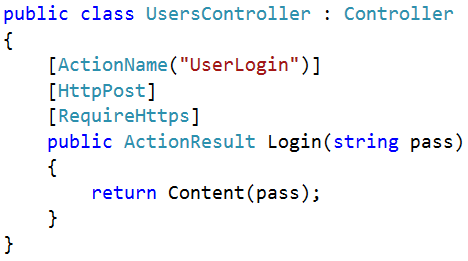 public class UsersController : Controller
{
    [ActionName("UserLogin")]
    [HttpPost]
    [RequireHttps]
    public ActionResult Login(string pass)
    {
        return Content(pass);
    }
}